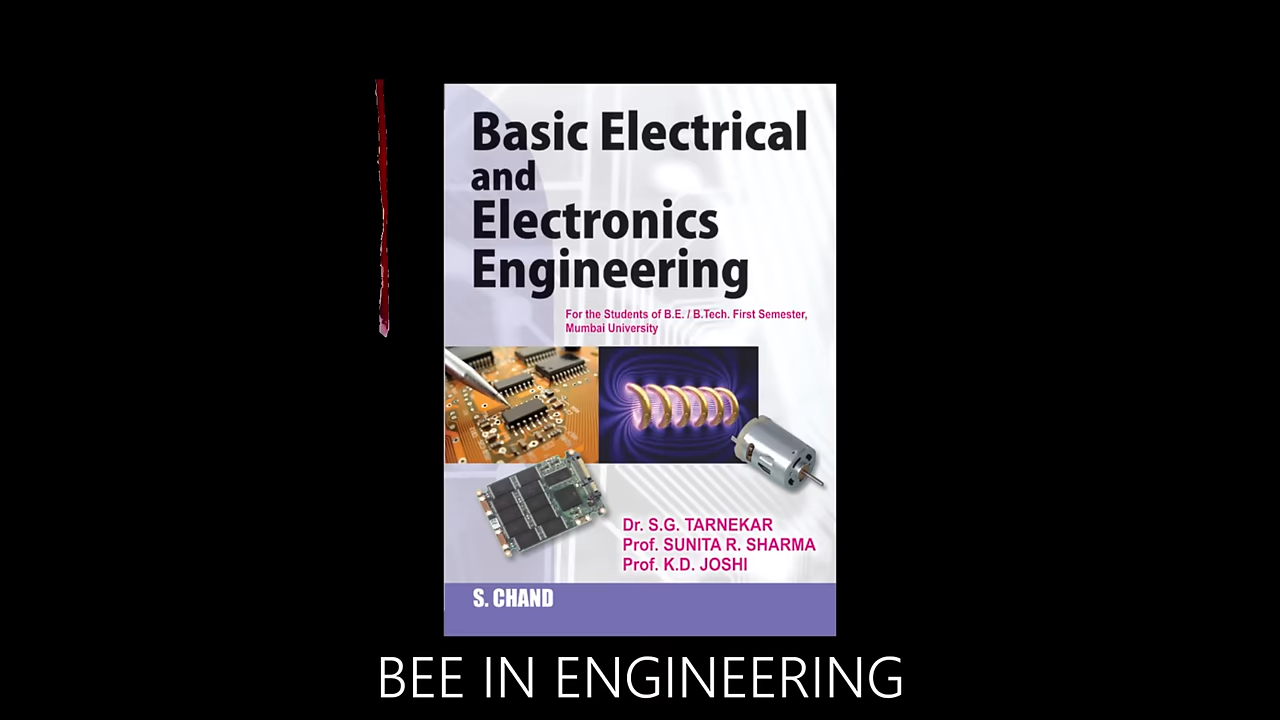 Basic Electrical
and
Electronics
Engineering
For the Students of B.E. / B.Tech. First Semester,
Mumbai University
Dr. S.G. TARNEKAR
Prof. SUNITA R. SHARMA
Prof. K.D. JOSHI
S. CHAND
BEE IN ENGINEERING